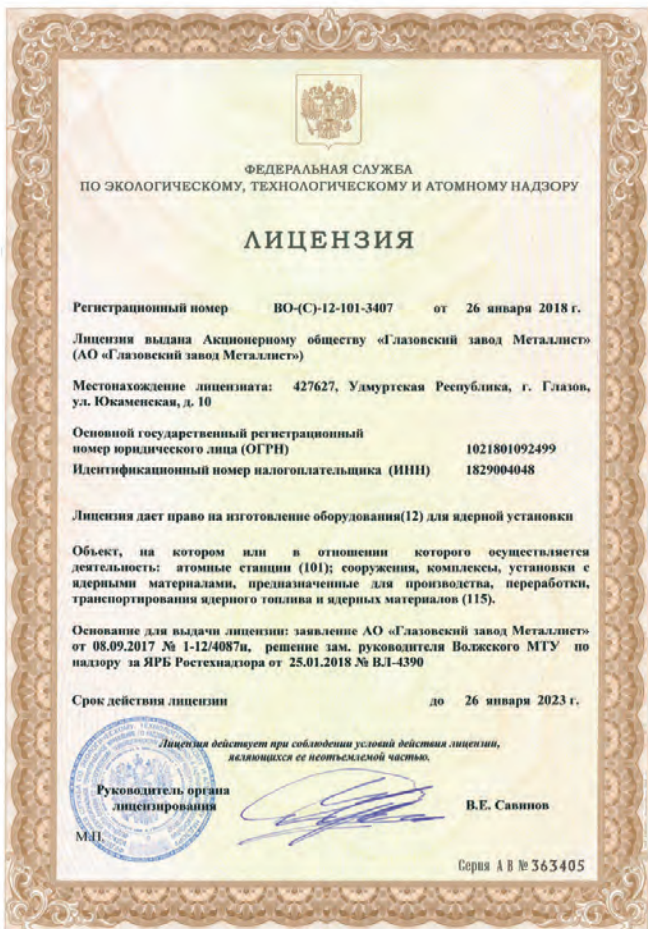 ФЕДЕРАЛЬНАЯ СЛУЖБА
ПО ЭКОЛОГИЧЕСКОМУ, ТЕХНОЛОГИЧЕСКОМУ И АТОМНОМУ НАДЗОРУ
ЛИЦЕНЗИЯ
Регистрационный номер ВО-(С)-12-101-3407 от 26 января 2018 г.
Лицензия выдана Акционерному обществу «Глазовский завод Металлист»
(АО «Глазовский завод Металлист»)
Местонахождение лицензиата: 427627, Удмуртская Республика, г. Глазов,
ул. Юкаменская, д. 10
Основной государственный регистрационный
номер юридического лица (ОГРН) 1021801092499
Идентификационный номер налогоплательщика (ИНН) 1829004048
Лицензия дает право на изготовление оборудования(12) для ядерной установки
Объект, на котором или в отношении которого осуществляется
деятельность: атомные станции (101); сооружения, комплексы, установки с
ядерными материалами, предназначенные для производства, переработки,
транспортирования ядерного топлива и ядерных материалов (115).
Основание для выдачи лицензии: заявление АО «Глазовский завод Металлист»
от 08.09.2017 № 1-12/4087и, решение зам. руководителя Волжского МТУ по
надзору за ЯРБ Ростехнадзора от 25.01.2018 № ВЛ-4390
Срок действия лицензии до 26 января 2023 г.
Лицензия действует при соблюдении условий действия лицензии,
являющихся ее неотъемлемой частью.
Руководитель органа
лицензирования В.Е. Савинов
М.П.
Серия А В № 363405